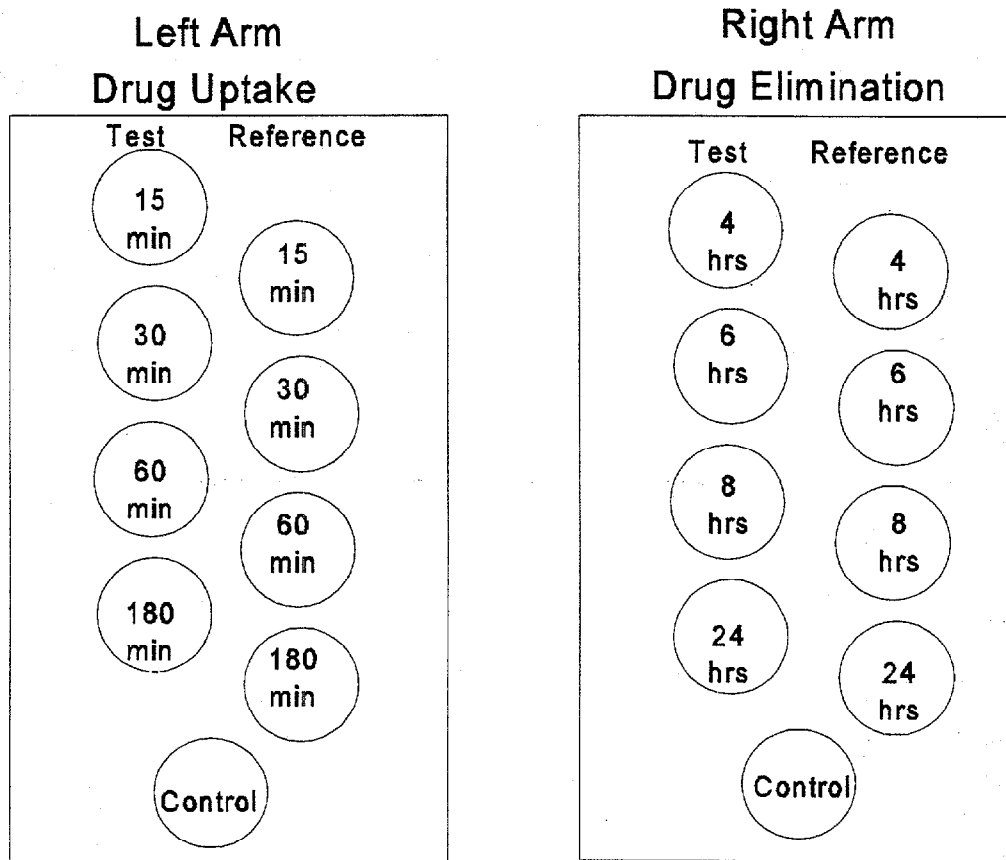 Left Arm
Drug Uptake
Test Reference
15
min
15
min
30
min
30
min
60
min
60
min
180
min
180
min
Control
Right Arm
Drug Elimination
Test Reference
4
hrs
4
hrs
6
hrs
6
hrs
8
hrs
8
hrs
24
hrs
24
hrs
Control